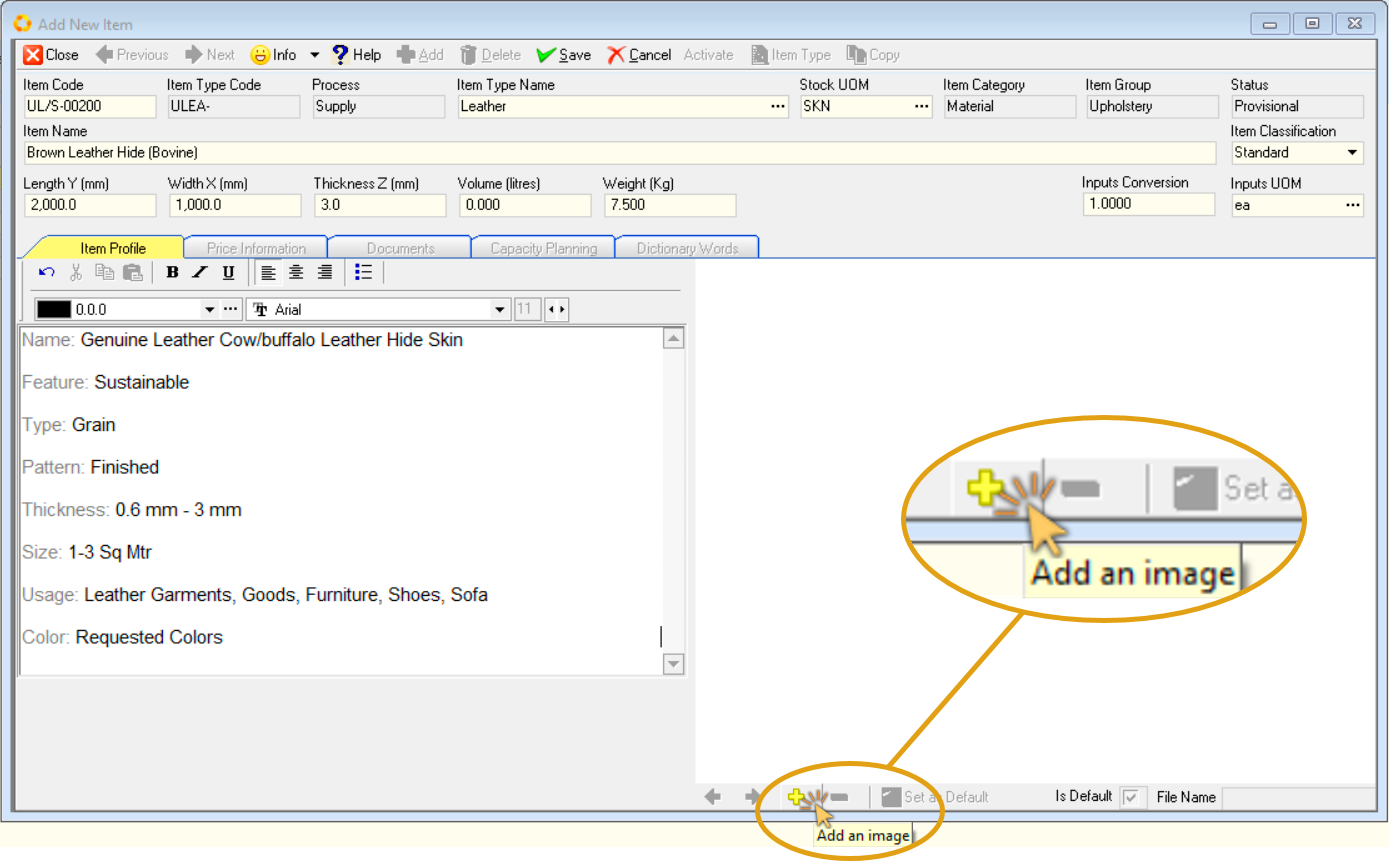 Add New Item
Close Previous Next Info Help Add Delete Save Cancel Activate Item Type Copy
Item Code Item Type Code Process Item Type Name Stock UOM Item Category Item Group Status
UL/S-00200 ULEA- Supply Leather ... SKN ... Material Upholstery Provisional
Item Name Item Classification
Brown Leather Hide (Bovine) Standard
Length Y (mm) Width X (mm) Thickness Z (mm) Volume (litres) Weight (Kg) Inputs Conversion Inputs UOM
2,000.0 1,000.0 3.0 0.000 7.500 1.0000 ea ...
Item Profile Price Information Documents Capacity Planning Dictionary Words
B I U
0.0.0 ... Arial 11
Name: Genuine Leather Cow/buffalo Leather Hide Skin
Feature: Sustainable
Type: Grain
Pattern: Finished
Thickness: 0.6 mm - 3 mm
Size: 1-3 Sq Mtr
Usage: Leather Garments, Goods, Furniture, Shoes, Sofa
Color: Requested Colors
Set a
Add an image
Set as Default Is Default File Name
Add an image